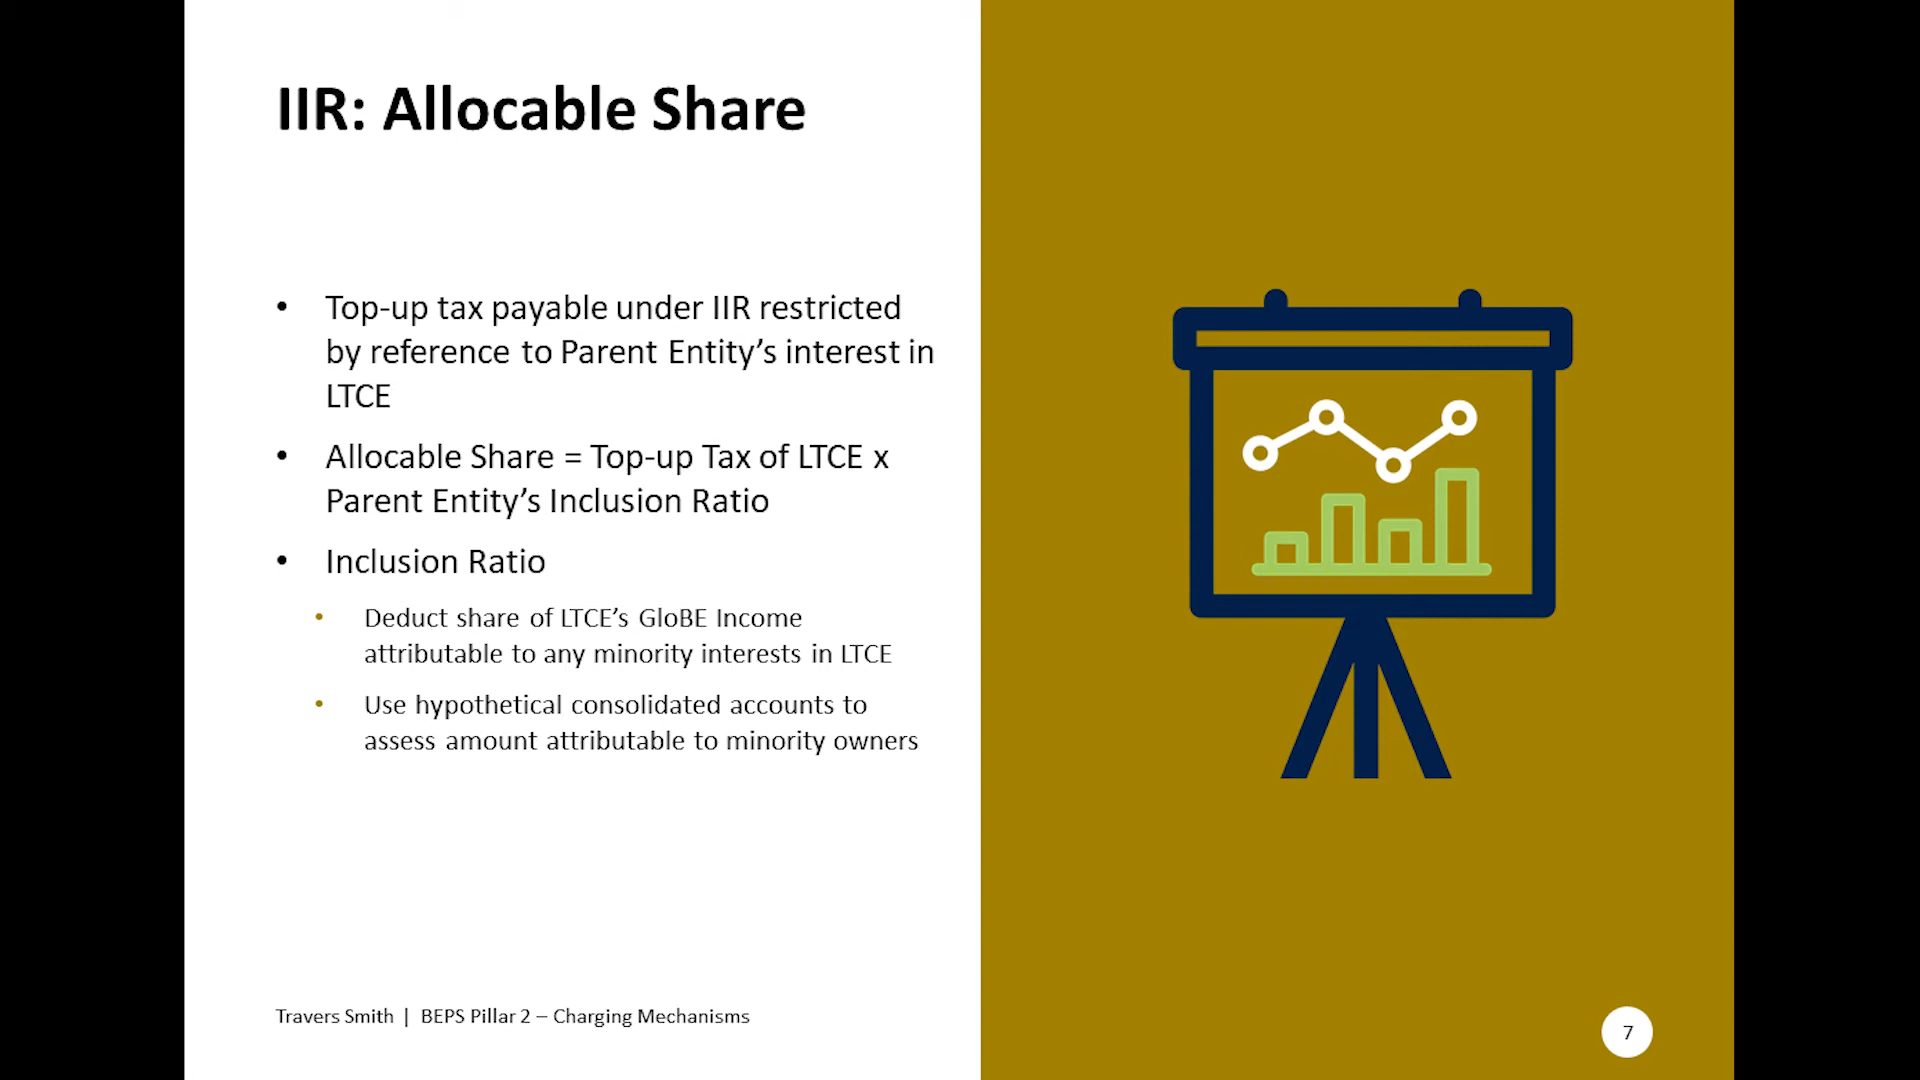 IIR: Allocable Share
• Top-up tax payable under IIR restricted
by reference to Parent Entity’s interest in
LTCE
• Allocable Share = Top-up Tax of LTCE x
Parent Entity’s Inclusion Ratio
• Inclusion Ratio
• Deduct share of LTCE’s GloBE Income
attributable to any minority interests in LTCE
• Use hypothetical consolidated accounts to
assess amount attributable to minority owners
Travers Smith | BEPS Pillar 2 – Charging Mechanisms
7